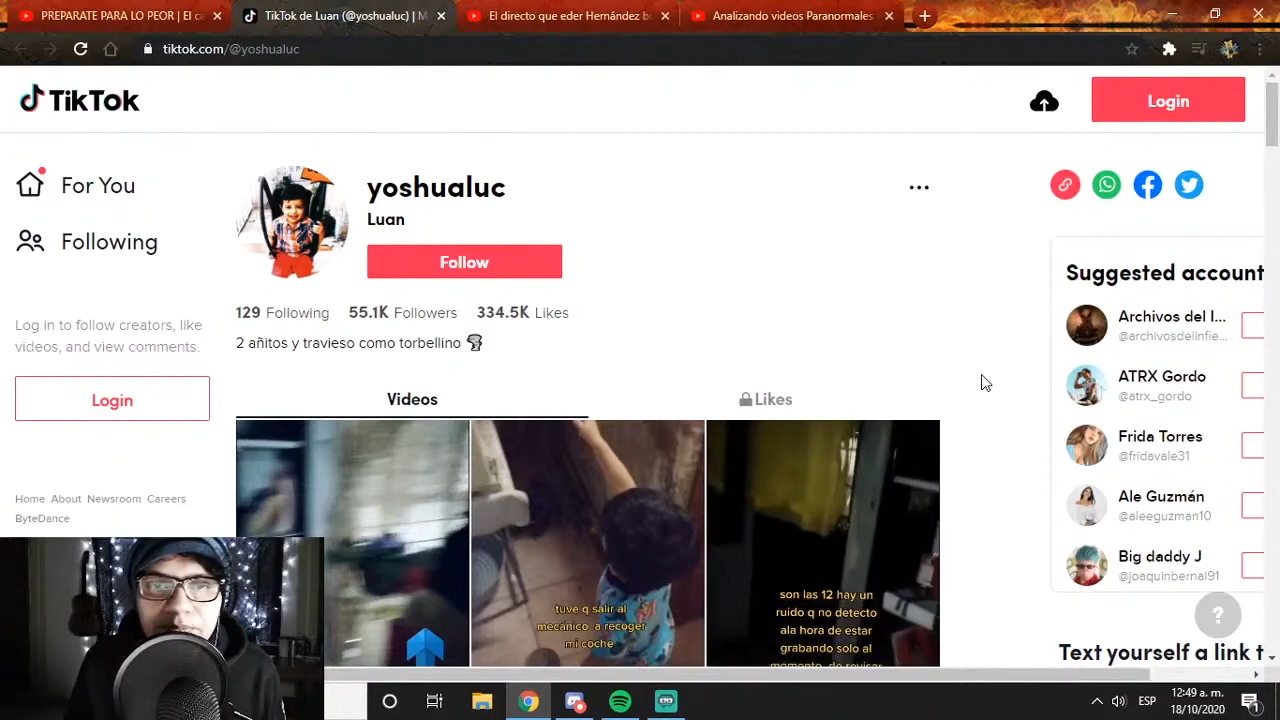 PREPARATE PARA LO PEOR | El ca
TikTok de Luan (@yoshualuc) | M
El directo que eder Hernández b
Analizando videos Paranormales
tiktok.com/@yoshualuc
TikTok
Login
For You
Following
Log in to follow creators, like
videos, and view comments.
Login
Home About Newsroom Careers
ByteDance
yoshualuc
Luan
Follow
129 Following 55.1K Followers 334.5K Likes
2 añitos y travieso como torbellino
Videos
Likes
tuve q salir al
mecanico a recoger
mi coche
son las 12 hay un
ruido q no detecto
ala hora de estar
grabando solo al
momento de revisar
Suggested account
Archivos del I...
@archivosdelinfie...
ATRX Gordo
@atrx_gordo
Frida Torres
@fridavale31
Ale Guzmán
@aleeguzman10
Big daddy J
@joaquinbernal91
?
Text yourself a link t
ESP
12:49 a. m.
18/10/2020